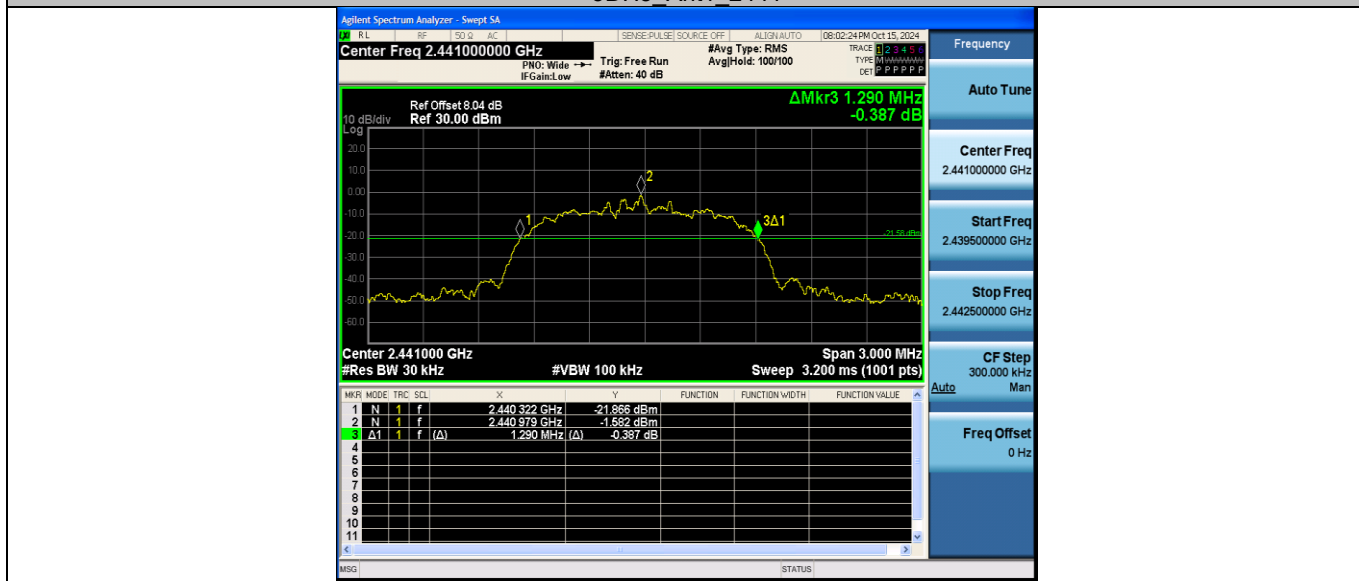 Agilent Spectrum Analyzer - Swept SA
RL RF 50 Ω AC SENSE:PULSE SOURCE OFF ALIGN AUTO 08:02:24 PM Oct 15, 2024
Center Freq 2.441000000 GHz
PNO: Wide
IFGain:Low
Trig: Free Run
#Atten: 40 dB
#Avg Type: RMS
Avg|Hold: 100/100
TRACE 1 2 3 4 5 6
TYPE M
DET P P P P P P
Ref Offset 8.04 dB
Ref 30.00 dBm
10 dB/div
Log
ΔMkr3 1.290 MHz
-0.387 dB
20.0
10.0
0.00
-10.0
-20.0
-30.0
-40.0
-50.0
-60.0
1
2
3Δ1
-21.58 dBm
Center 2.441000 GHz Span 3.000 MHz
#Res BW 30 kHz #VBW 100 kHz Sweep 3.200 ms (1001 pts)
MKR MODE TRC SCL X Y FUNCTION FUNCTION WIDTH FUNCTION VALUE
1 N 1 f 2.440 322 GHz -21.866 dBm
2 N 1 f 2.440 979 GHz -1.582 dBm
3 Δ1 1 f (Δ) 1.290 MHz (Δ) -0.387 dB
4
5
6
7
8
9
10
11
MSG STATUS
Frequency
Auto Tune
Center Freq
2.441000000 GHz
Start Freq
2.439500000 GHz
Stop Freq
2.442500000 GHz
CF Step
300.000 kHz
Auto Man
Freq Offset
0 Hz